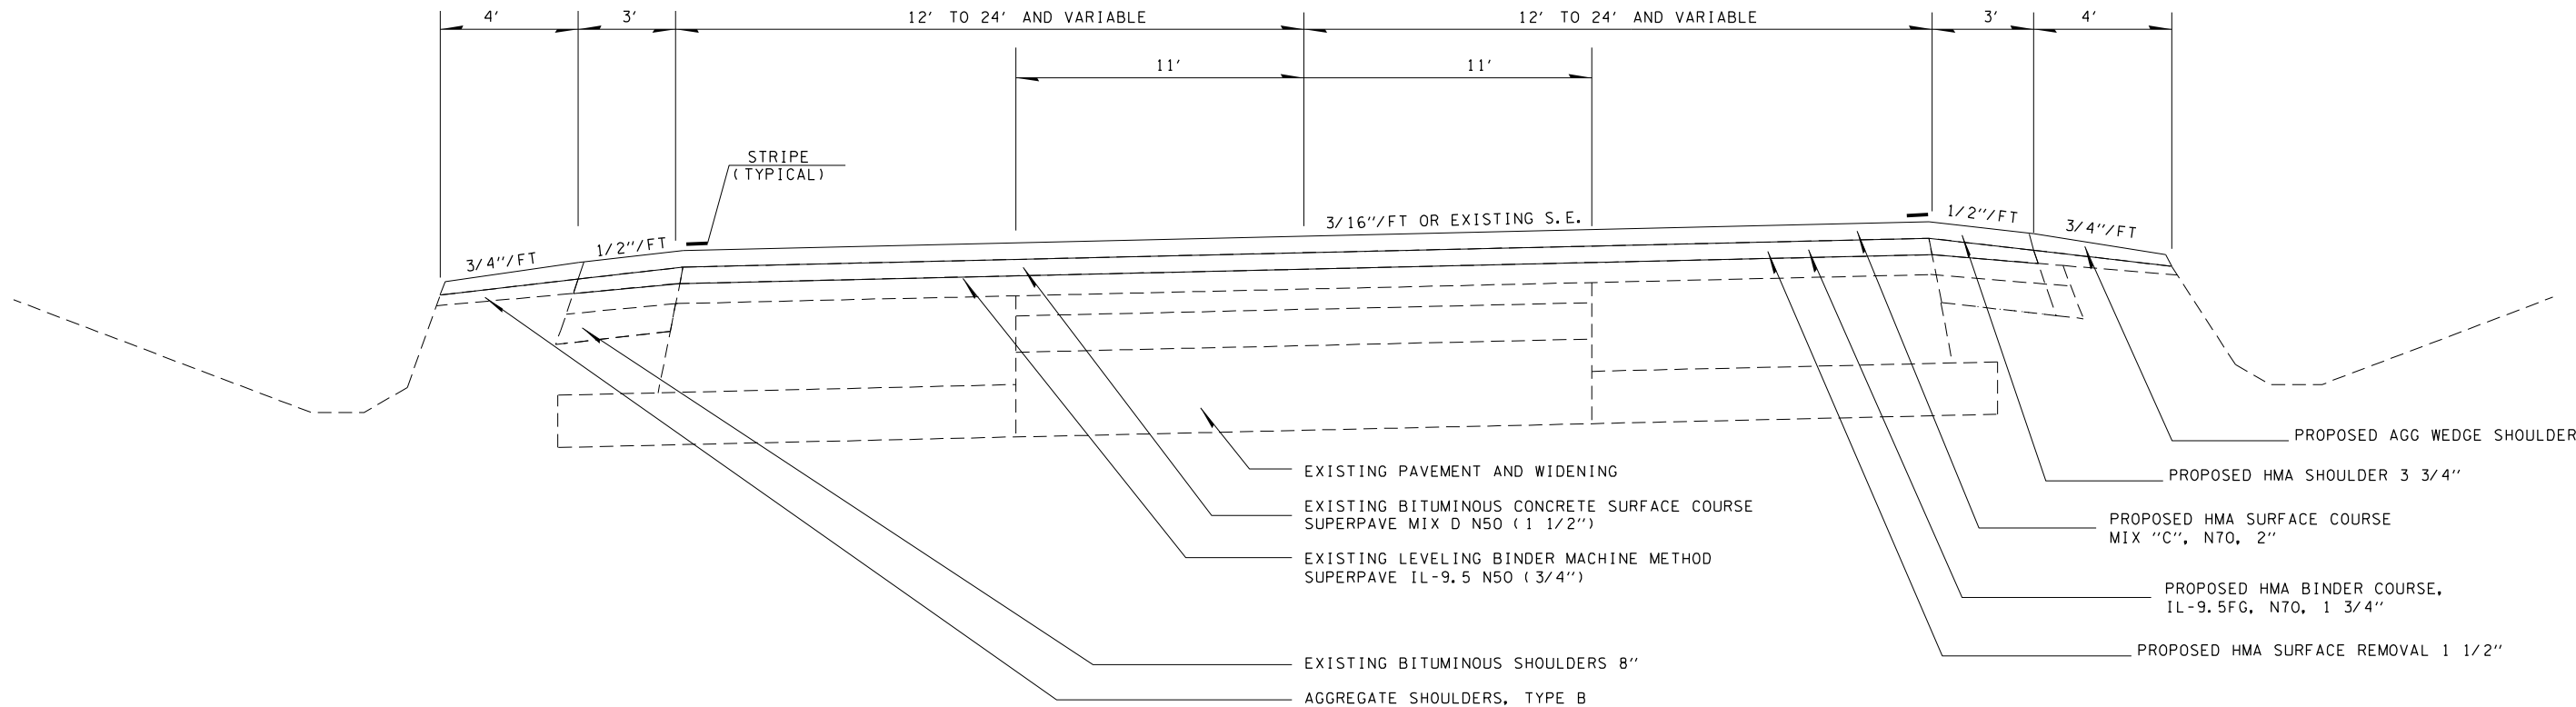 4' 3' 12' TO 24' AND VARIABLE 12' TO 24' AND VARIABLE 3' 4'
11' 11'
STRIPE
(TYPICAL)
3/4"/FT 1/2"/FT 3/16"/FT OR EXISTING S.E. 1/2"/FT 3/4"/FT
PROPOSED AGG WEDGE SHOULDER
EXISTING PAVEMENT AND WIDENING
PROPOSED HMA SHOULDER 3 3/4"
EXISTING BITUMINOUS CONCRETE SURFACE COURSE
SUPERPAVE MIX D N50 (1 1/2")
PROPOSED HMA SURFACE COURSE
MIX "C", N70, 2"
EXISTING LEVELING BINDER MACHINE METHOD
SUPERPAVE IL-9.5 N50 (3/4")
PROPOSED HMA BINDER COURSE,
IL-9.5FG, N70, 1 3/4"
PROPOSED HMA SURFACE REMOVAL 1 1/2"
EXISTING BITUMINOUS SHOULDERS 8"
AGGREGATE SHOULDERS, TYPE B